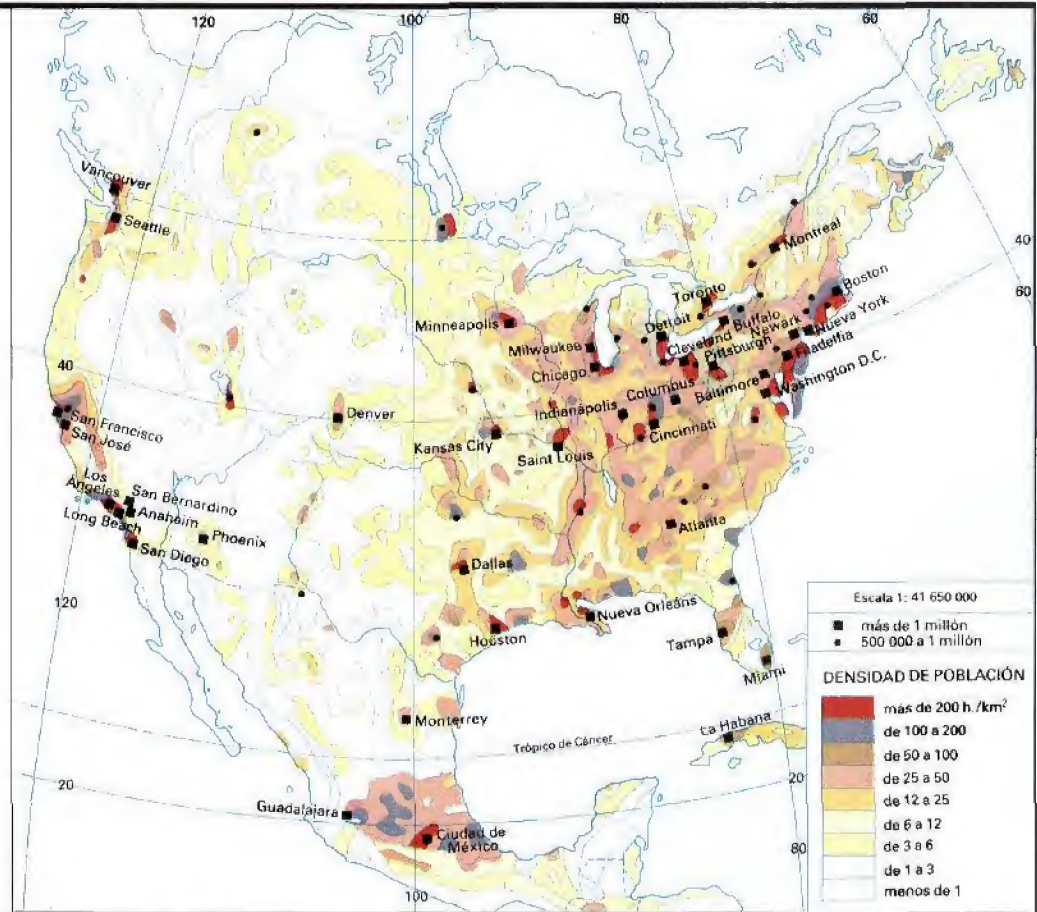 120
100
80
60
Vancouver
Seattle
Montreal
40
Boston
Toronto
60
Minneapolis
Detroit
Buffalo
Newark
Nueva York
Milwaukee
Cleveland
Pittsburgh
Filadelfia
Chicago
40
Columbus
Baltimore
Washington D.C.
Denver
Indianápolis
San Francisco
Kansas City
Cincinnati
San José
Saint Louis
Los
Ángeles
San Bernardino
Anaheim
Long Beach
Phoenix
Atlanta
San Diego
Dallas
120
Nueva Orleáns
Houston
Tampa
Miami
Monterrey
La Habana
Trópico de Cáncer
20
20
Guadalajara
Ciudad de
México
80
100
Escala 1: 41 650 000
más de 1 millón
500 000 a 1 millón
DENSIDAD DE POBLACIÓN
más de 200 h./km²
de 100 a 200
de 50 a 100
de 25 a 50
de 12 a 25
de 6 a 12
de 3 a 6
de 1 a 3
menos de 1